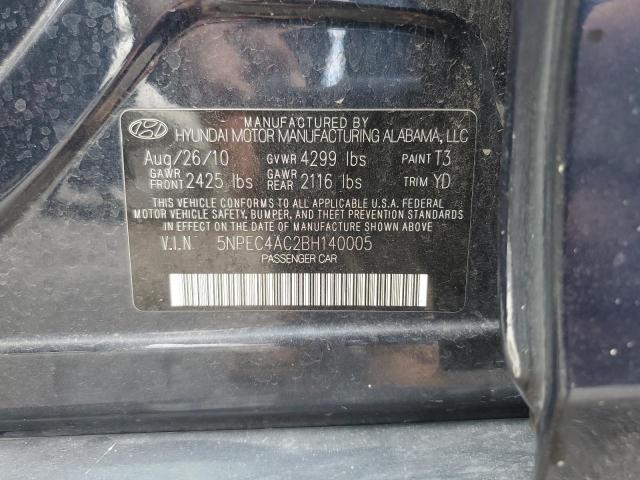 MANUFACTURED BY
HYUNDAI MOTOR MANUFACTURING ALABAMA, LLC
Aug/26/10 GVWR 4299 lbs PAINT T3
GAWR FRONT 2425 lbs GAWR REAR 2116 lbs TRIM YD
THIS VEHICLE CONFORMS TO ALL APPLICABLE U.S.A. FEDERAL
MOTOR VEHICLE SAFETY, BUMPER, AND THEFT PREVENTION STANDARDS
IN EFFECT ON THE DATE OF MANUFACTURE SHOWN ABOVE
V.I.N 5NPEC4AC2BH140005
PASSENGER CAR